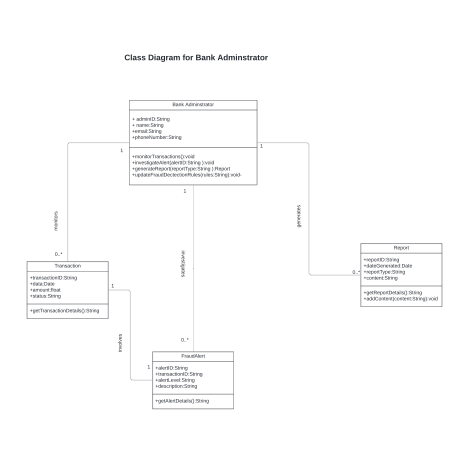 Class Diagram for Bank Adminstrator
Bank Adminstrator
+ adminID:String
+ name:String
+email:String
+phoneNumber:String
+monitorTransactions():void
+investigateAlert(alertID:String ):void
+generateReport(reportType:String ):Report
+updateFraudDectectionRules(rules:String):void-
1
1
1
monitors
investigates
generates
0..*
0..*
0..*
Report
+reportID:String
+dateGenerated:Date
+reportType:String
+content:String
+getReportDetails():String
+addContent(content:String):void
Transaction
+transactionID:String
+data:Date
+amount:float
+status:String
+getTransactionDetails():String
1
involves
1
FraudAlert
+alertID:String
+transactionID:String
+alertLevel:String
+description:String
+getAlertDetails():String